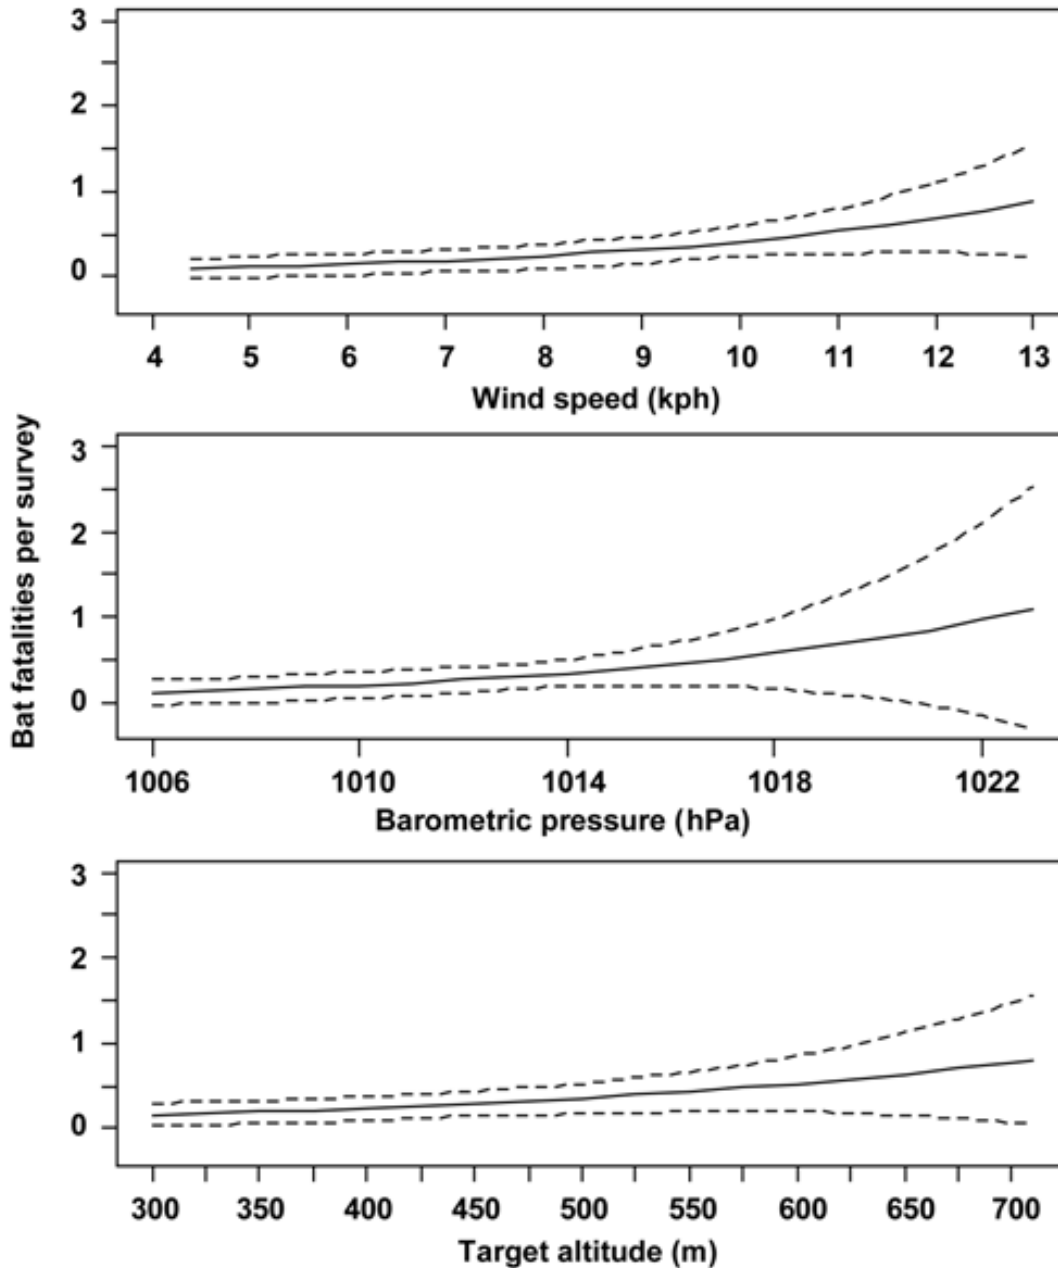 3
2
1
0
4 5 6 7 8 9 10 11 12 13
Wind speed (kph)
Bat fatalities per survey
3
2
1
0
1006 1010 1014 1018 1022
Barometric pressure (hPa)
3
2
1
0
300 350 400 450 500 550 600 650 700
Target altitude (m)